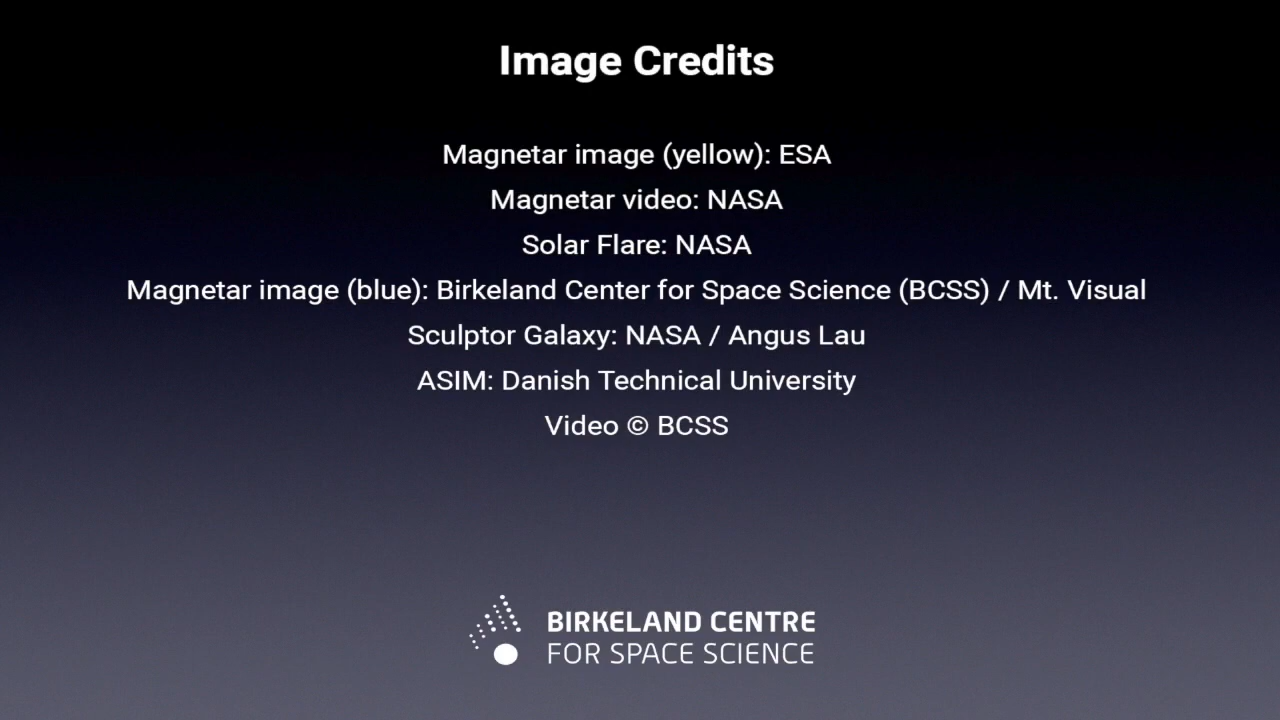 Image Credits
Magnetar image (yellow): ESA
Magnetar video: NASA
Solar Flare: NASA
Magnetar image (blue): Birkeland Center for Space Science (BCSS) / Mt. Visual
Sculptor Galaxy: NASA / Angus Lau
ASIM: Danish Technical University
Video © BCSS
BIRKELAND CENTRE
FOR SPACE SCIENCE